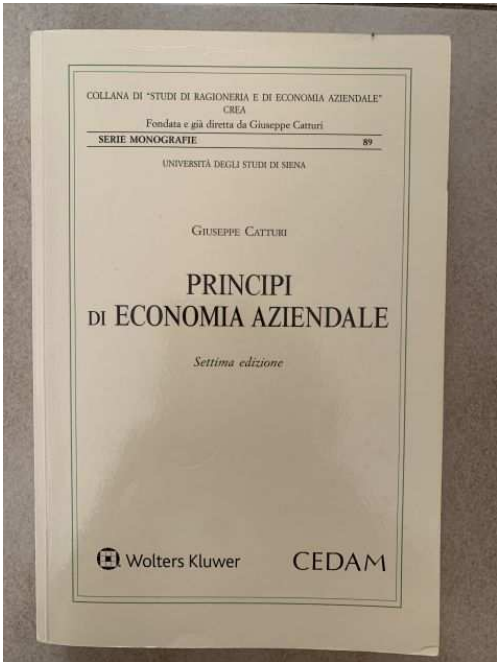 COLLANA DI "STUDI DI RAGIONERIA E DI ECONOMIA AZIENDALE"
CREA
Fondata e già diretta da Giuseppe Catturi
SERIE MONOGRAFIE 89
UNIVERSITÀ DEGLI STUDI DI SIENA
GIUSEPPE CATTURI
PRINCIPI
DI ECONOMIA AZIENDALE
Settima edizione
Wolters Kluwer CEDAM